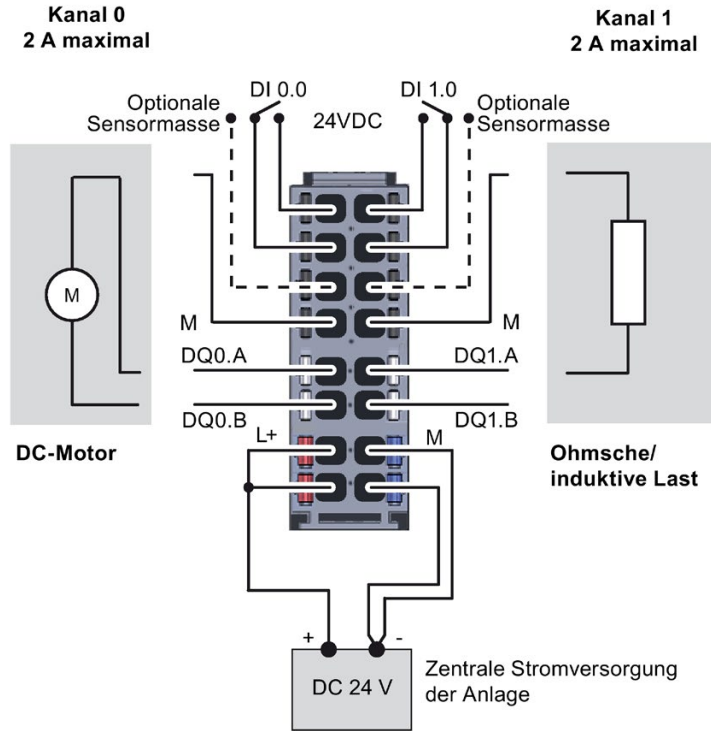 Kanal 0
2 A maximal
Kanal 1
2 A maximal
DI 0.0
DI 1.0
Optionale
Sensormasse
24VDC
Optionale
Sensormasse
M
M
M
DQ0.A
DQ1.A
DQ0.B
DQ1.B
L+
M
DC-Motor
Ohmsche/
induktive Last
+
-
DC 24 V
Zentrale Stromversorgung
der Anlage